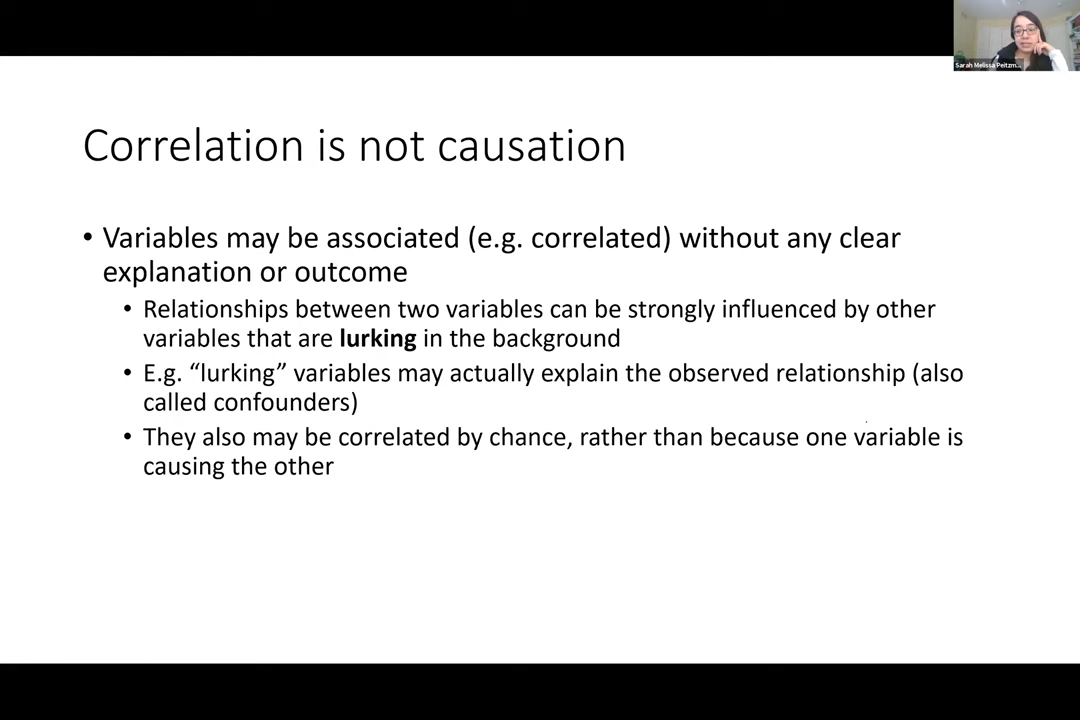 Sarah Melissa Peitzm...
Correlation is not causation
• Variables may be associated (e.g. correlated) without any clear
explanation or outcome
• Relationships between two variables can be strongly influenced by other
variables that are lurking in the background
• E.g. “lurking” variables may actually explain the observed relationship (also
called confounders)
• They also may be correlated by chance, rather than because one variable is
causing the other